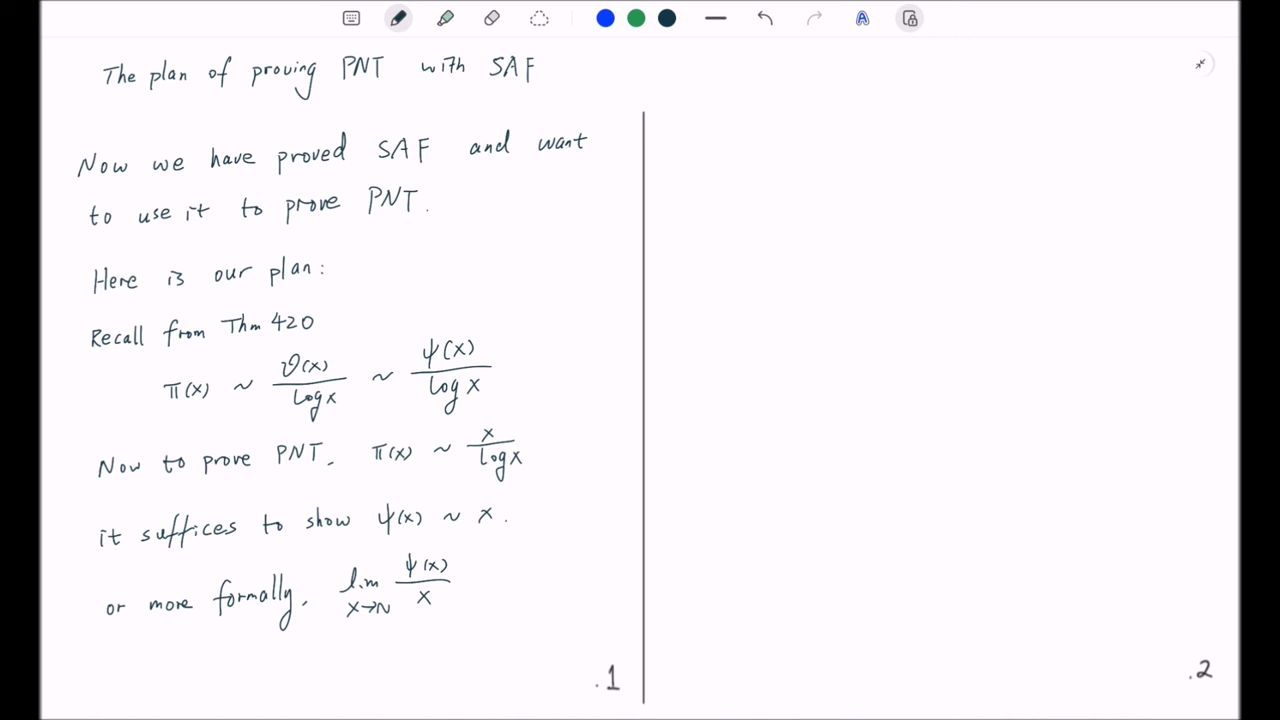 The plan of proving PNT with SAF
Now we have proved SAF and want
to use it to prove PNT.
Here is our plan:
Recall from Thm 420
π(x) ~ ϑ(x)/log x ~ ψ(x)/log x
Now to prove PNT. π(x) ~ x/log x
it suffices to show ψ(x) ~ x.
or more formally. lim x→N ψ(x)/x
.1
.2